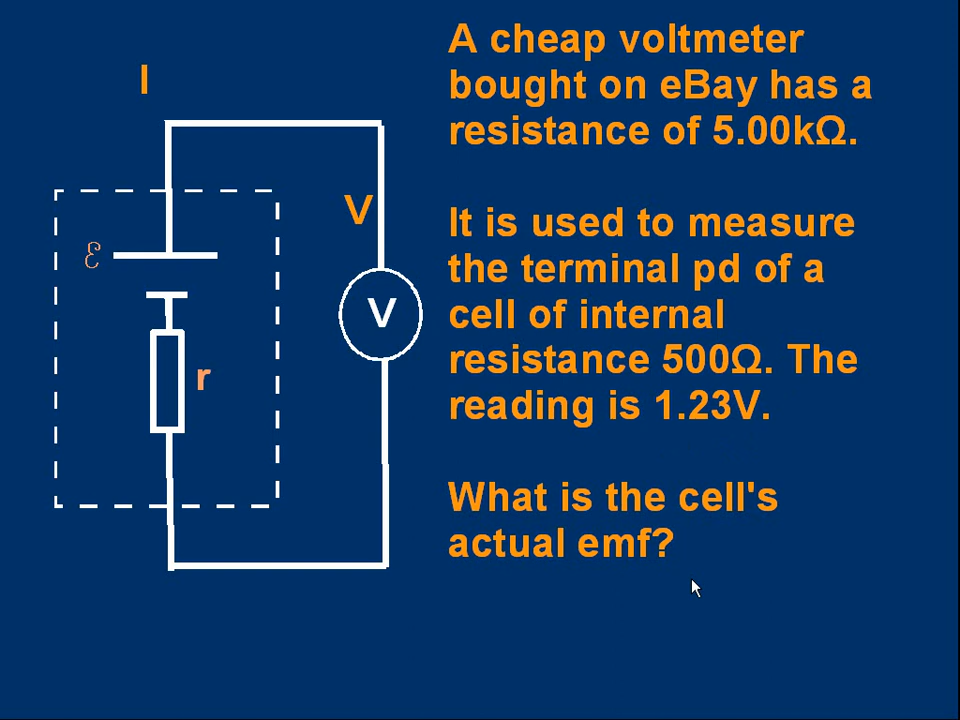 I
V
ε
V
r
A cheap voltmeter
bought on eBay has a
resistance of 5.00kΩ.
It is used to measure
the terminal pd of a
cell of internal
resistance 500Ω. The
reading is 1.23V.
What is the cell's
actual emf?